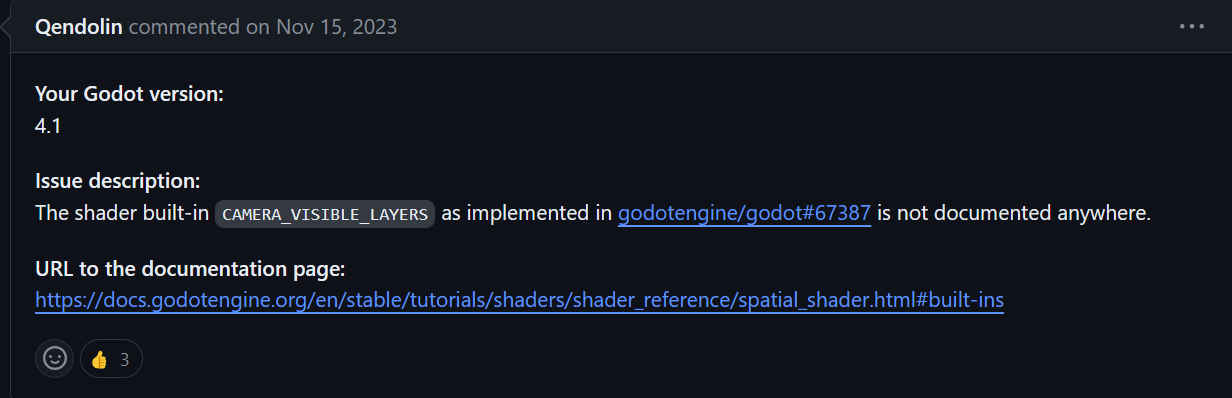 Qendolin commented on Nov 15, 2023
Your Godot version:
4.1
Issue description:
The shader built-in CAMERA_VISIBLE_LAYERS as implemented in godotengine/godot#67387 is not documented anywhere.
URL to the documentation page:
https://docs.godotengine.org/en/stable/tutorials/shaders/shader_reference/spatial_shader.html#built-ins
👍 3